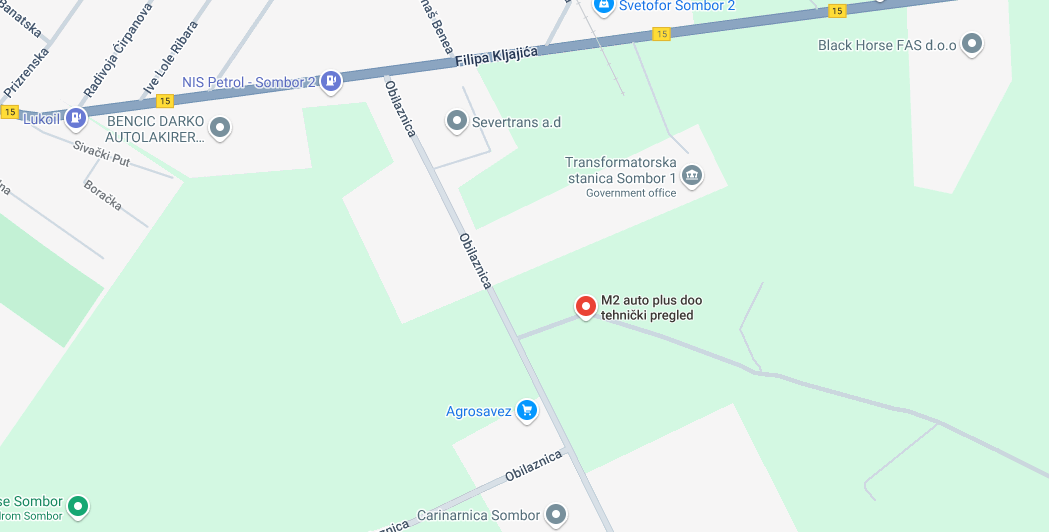 Banatska
Prizrenska
Radivoja Ćirpanova
Ive Lole Ribara
Svetofor Sombor 2
15
15
Filipa Kljajića
Black Horse FAS d.o.o
NIS Petrol - Sombor 2
15
15
Lukoil
BENCIC DARKO
AUTOLAKIRER...
Obilaznica
Severtrans a.d
Sivački Put
Boračka
Transformatorska
stanica Sombor 1
Government office
Obilaznica
M2 auto plus doo
tehnički pregled
Agrosavez
Obilaznica
se Sombor
drom Sombor
Carinarnica Sombor